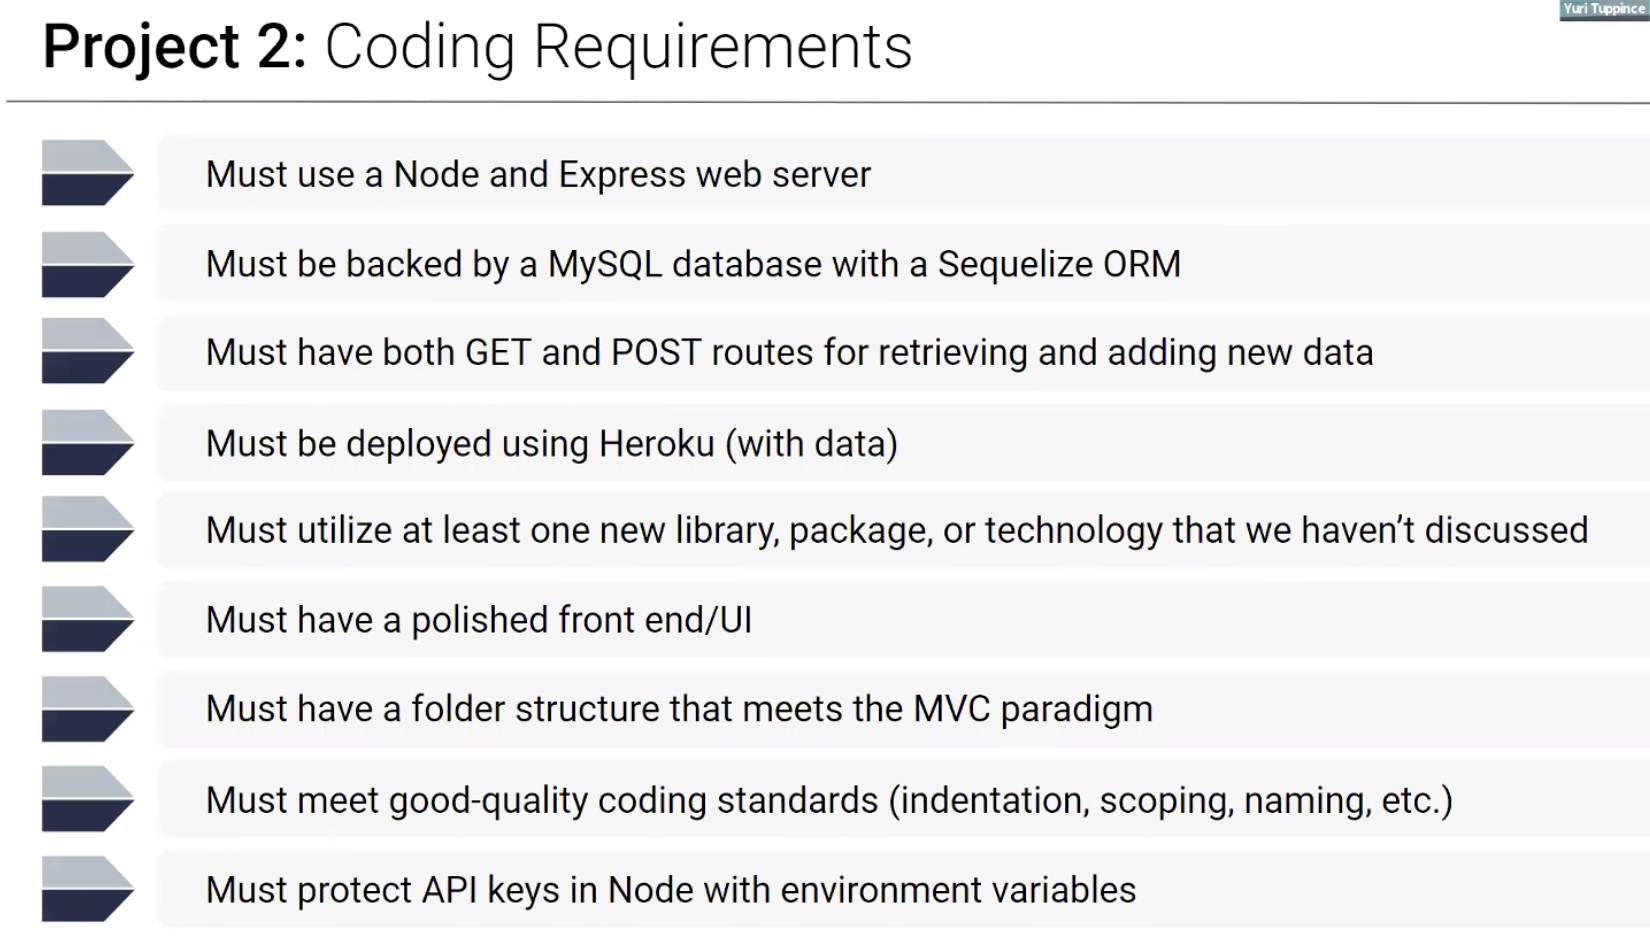 Yuri Tuppince
Project 2: Coding Requirements
Must use a Node and Express web server
Must be backed by a MySQL database with a Sequelize ORM
Must have both GET and POST routes for retrieving and adding new data
Must be deployed using Heroku (with data)
Must utilize at least one new library, package, or technology that we haven’t discussed
Must have a polished front end/UI
Must have a folder structure that meets the MVC paradigm
Must meet good-quality coding standards (indentation, scoping, naming, etc.)
Must protect API keys in Node with environment variables